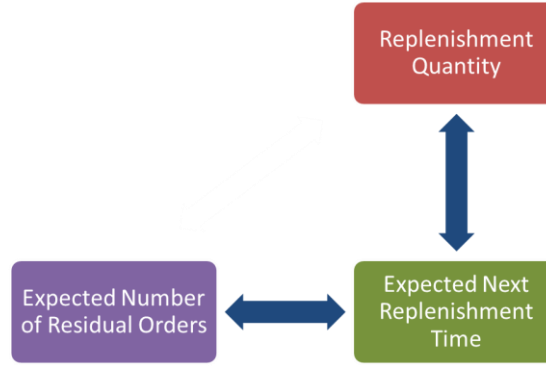 Replenishment
Quantity
Expected Number
of Residual Orders
Expected Next
Replenishment
Time